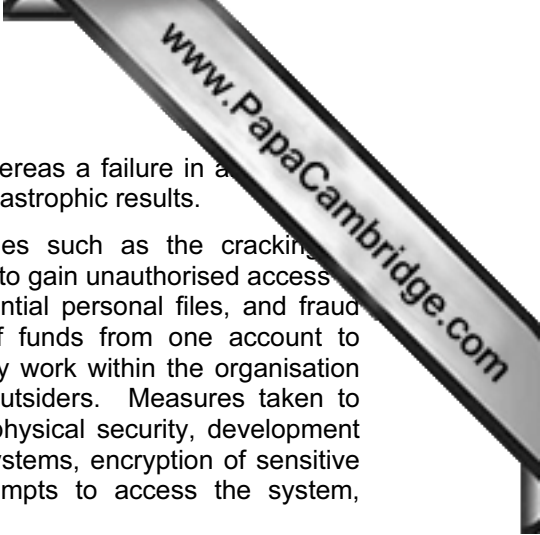 www.PapaCambridge.com
ereas a failure in a
astrophic results.
es such as the cracking
to gain unauthorised access
ntial personal files, and fraud
f funds from one account to
y work within the organisation
utsiders. Measures taken to
physical security, development
ystems, encryption of sensitive
mpts to access the system,